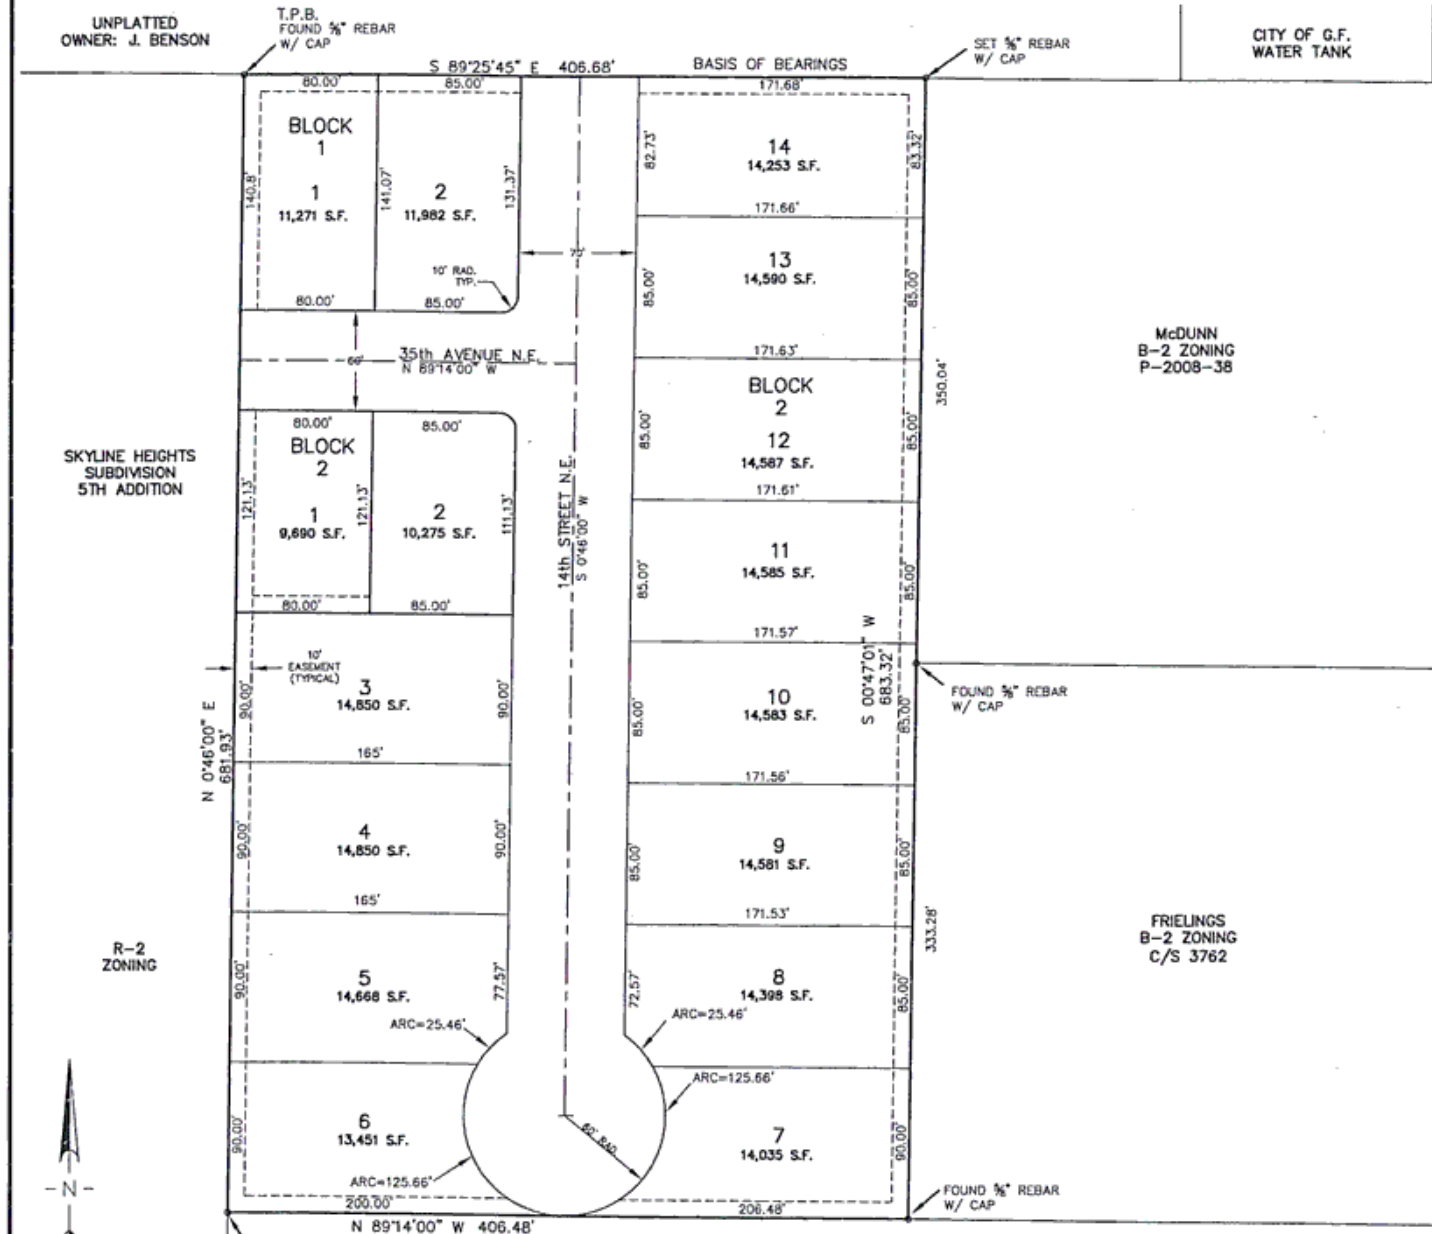 UNPLATTED
OWNER: J. BENSON
T.P.B.
FOUND ⅝" REBAR
W/ CAP
S 89°25'45" E 406.68'
BASIS OF BEARINGS
SET ⅝" REBAR
W/ CAP
CITY OF G.F.
WATER TANK
80.00'
85.00'
171.68'
BLOCK
1
1
11,271 S.F.
140.8'
141.07'
2
11,982 S.F.
131.37'
82.73'
14
14,253 S.F.
83.32'
171.66'
70'
10' RAD.
TYP.
80.00'
85.00'
13
14,590 S.F.
85.00'
85.00'
171.63'
McDUNN
B-2 ZONING
P-2008-38
60'
35th AVENUE N.E.
N 89°14'00" W
350.04'
BLOCK
2
12
14,587 S.F.
85.00'
85.00'
171.61'
80.00'
85.00'
SKYLINE HEIGHTS
SUBDIVISION
5TH ADDITION
BLOCK
2
1
9,690 S.F.
121.13'
121.13'
2
10,275 S.F.
111.13'
80.00'
85.00'
14th STREET N.E.
S 0°46'00" W
11
14,585 S.F.
85.00'
85.00'
171.57'
10'
EASEMENT
(TYPICAL)
3
14,850 S.F.
90.00'
90.00'
165'
10
14,583 S.F.
85.00'
85.00'
171.56'
S 00°47'01" W
683.32'
FOUND ⅝" REBAR
W/ CAP
N 0°46'00" E
681.93'
4
14,850 S.F.
90.00'
90.00'
165'
9
14,581 S.F.
85.00'
85.00'
171.53'
333.28'
FRIELINGS
B-2 ZONING
C/S 3762
R-2
ZONING
5
14,668 S.F.
90.00'
77.57'
ARC=25.46'
8
14,398 S.F.
72.57'
85.00'
ARC=25.46'
ARC=125.66'
6
13,451 S.F.
90.00'
ARC=125.66'
60' RAD.
7
14,035 S.F.
90.00'
200.00'
206.48'
N 89°14'00" W 406.48'
FOUND ⅝" REBAR
W/ CAP
-N-